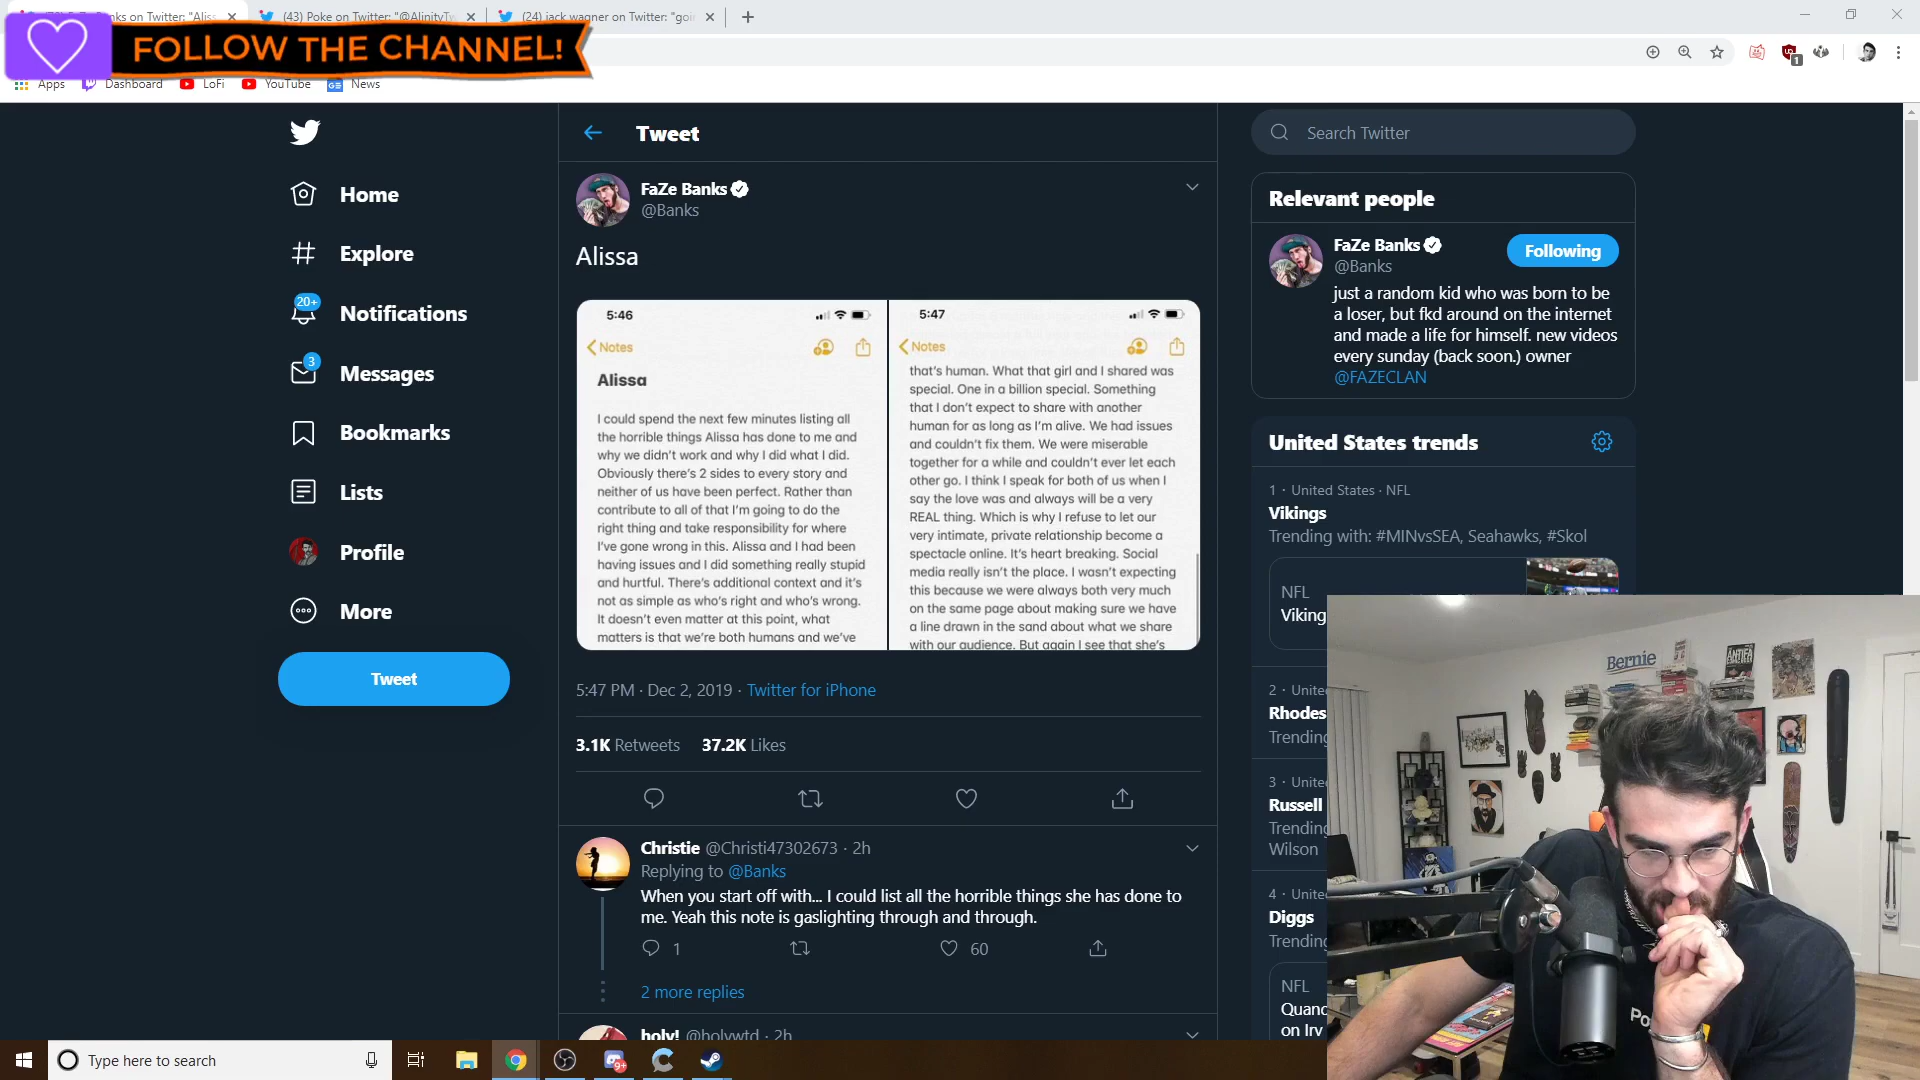 Banks on Twitter: "Aliss
(43) Poke on Twitter: "@AlinityTw
(24) jack wagner on Twitter: "goi
FOLLOW THE CHANNEL!
Apps
Dashboard
LoFi
YouTube
News
Home
Explore
20+
Notifications
3
Messages
Bookmarks
Lists
Profile
More
Tweet
Tweet
FaZe Banks
@Banks
Alissa
5:46
Notes
Alissa
I could spend the next few minutes listing all
the horrible things Alissa has done to me and
why we didn't work and why I did what I did.
Obviously there's 2 sides to every story and
neither of us have been perfect. Rather than
contribute to all of that I'm going to do the
right thing and take responsibility for where
I've gone wrong in this. Alissa and I had been
having issues and I did something really stupid
and hurtful. There's additional context and it's
not as simple as who's right and who's wrong.
It doesn't even matter at this point, what
matters is that we're both humans and we've
5:47
Notes
that's human. What that girl and I shared was
special. One in a billion special. Something
that I don't expect to share with another
human for as long as I'm alive. We had issues
and couldn't fix them. We were miserable
together for a while and couldn't ever let each
other go. I think I speak for both of us when I
say the love was and always will be a very
REAL thing. Which is why I refuse to let our
very intimate, private relationship become a
spectacle online. It's heart breaking. Social
media really isn't the place. I wasn't expecting
this because we were always both very much
on the same page about making sure we have
a line drawn in the sand about what we share
with our audience. But again I see that she's
5:47 PM · Dec 2, 2019 · Twitter for iPhone
3.1K Retweets 37.2K Likes
Christie @Christi47302673 · 2h
Replying to @Banks
When you start off with... I could list all the horrible things she has done to
me. Yeah this note is gaslighting through and through.
1
60
2 more replies
holy! @holywtd · 2h
Search Twitter
Relevant people
FaZe Banks
@Banks
Following
just a random kid who was born to be
a loser, but fkd around on the internet
and made a life for himself. new videos
every sunday (back soon.) owner
@FAZECLAN
United States trends
1 · United States · NFL
Vikings
Trending with: #MINvsSEA, Seahawks, #Skol
NFL
Viking
2 · Unite
Rhodes
Trending
3 · Unite
Russell
Trending
Wilson
4 · Unite
Diggs
Trending
NFL
Quand
on Irv
Bernie
ANTIFA
Type here to search
9+